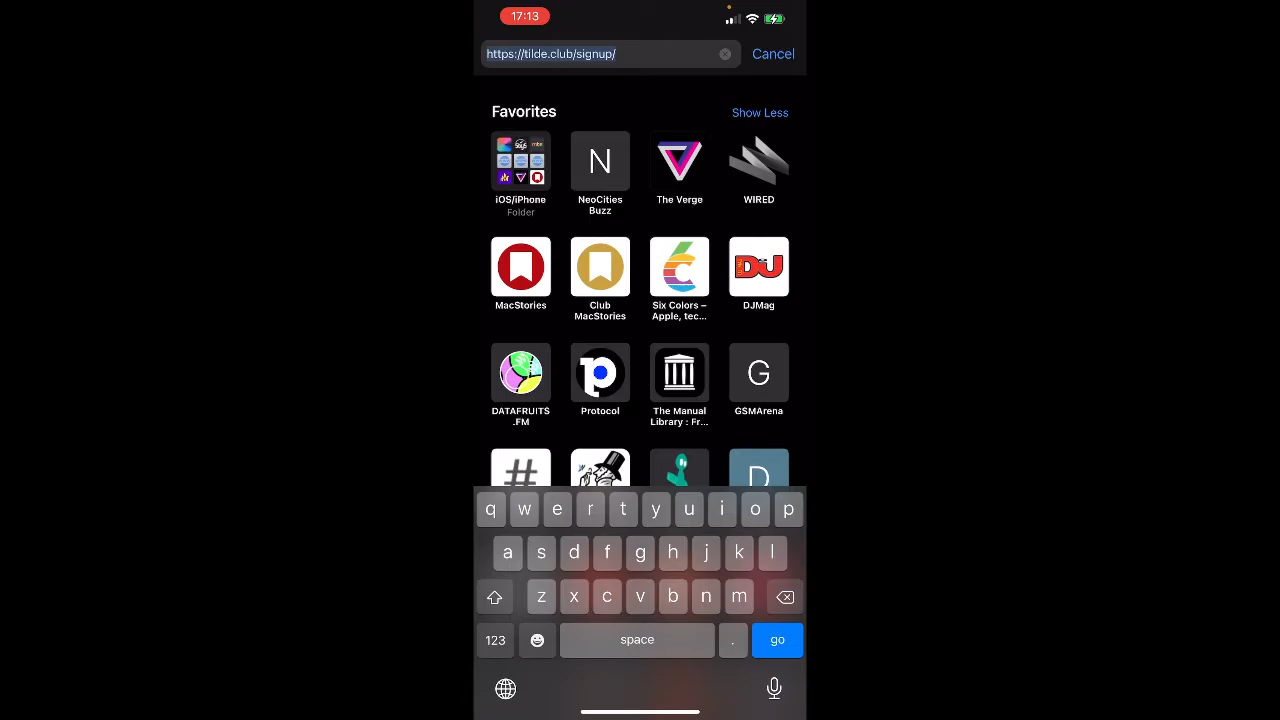 17:13
https://tilde.club/signup/
Cancel
Favorites
Show Less
iOS/iPhone
Folder
N
NeoCities
Buzz
The Verge
WIRED
MacStories
Club
MacStories
Six Colors –
Apple, tec...
DJ
DJMag
DATAFRUITS
.FM
p
Protocol
The Manual
Library : Fr...
G
GSMArena
#
D
q w e r t y u i o p
a s d f g h j k l
z x c v b n m
123
space
.
go